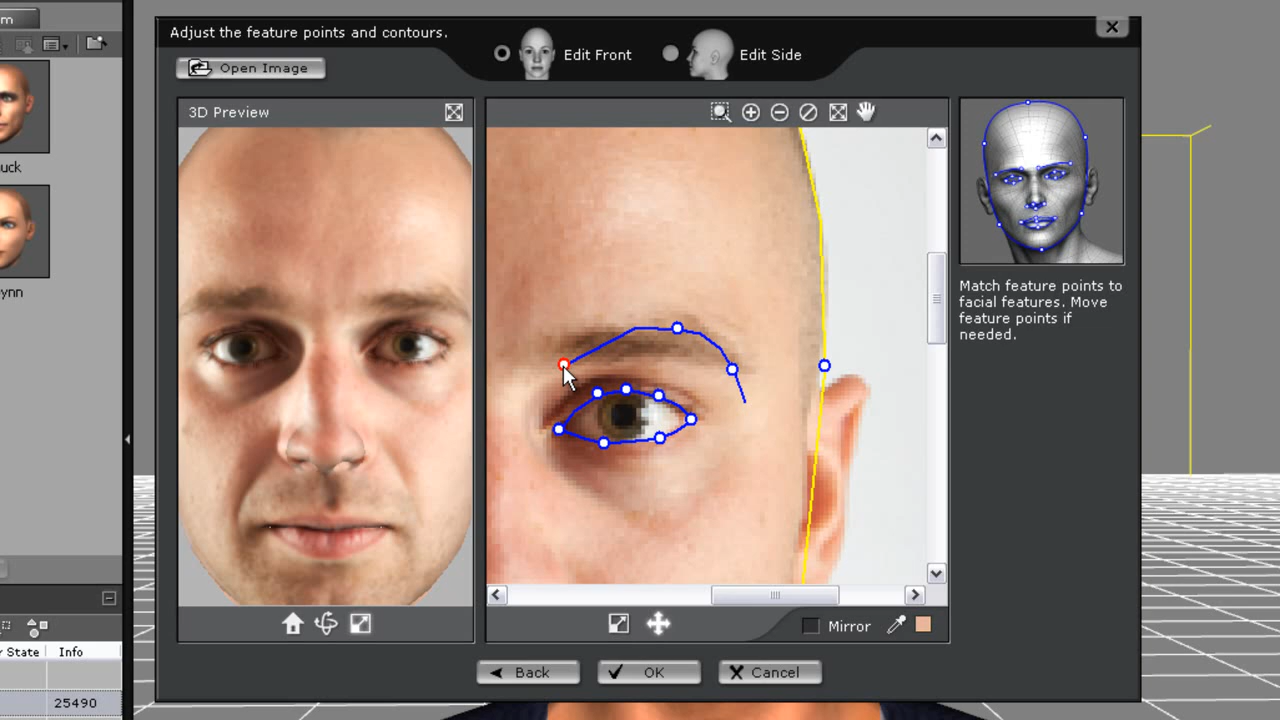 m
Adjust the feature points and contours.
Edit Front
Edit Side
Open Image
3D Preview
uck
ynn
Match feature points to
facial features. Move
feature points if
needed.
Mirror
Back
OK
Cancel
r State
Info
25490